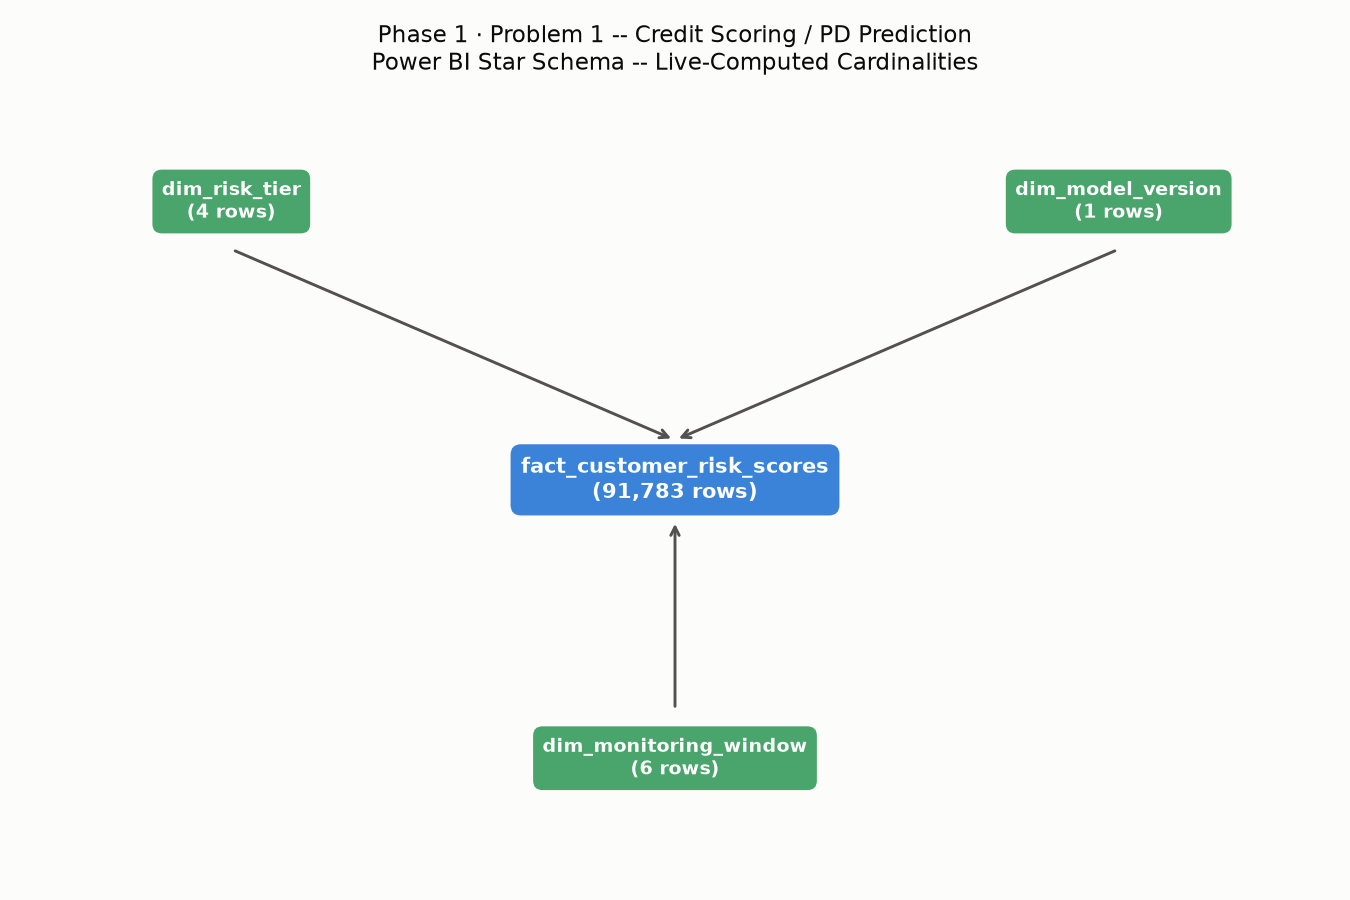 Phase 1 · Problem 1 -- Credit Scoring / PD Prediction
Power BI Star Schema -- Live-Computed Cardinalities
dim_risk_tier
(4 rows)
dim_model_version
(1 rows)
fact_customer_risk_scores
(91,783 rows)
dim_monitoring_window
(6 rows)